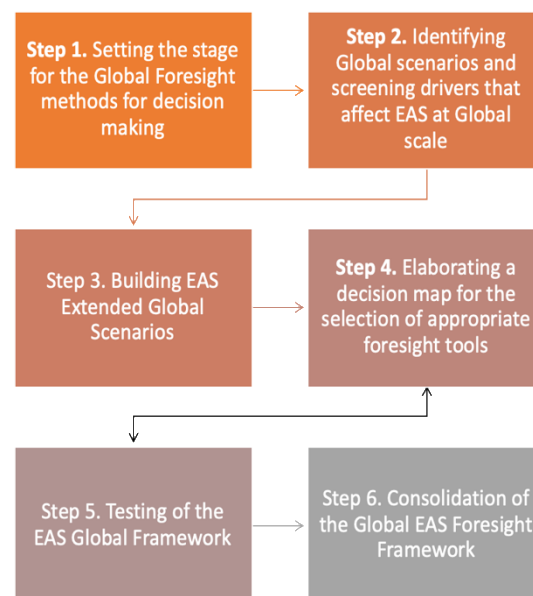 Step 1. Setting the stage
for the Global Foresight
methods for decision
making
Step 2. Identifying
Global scenarios and
screening drivers that
affect EAS at Global
scale
Step 3. Building EAS
Extended Global
Scenarios
Step 4. Elaborating a
decision map for the
selection of appropriate
foresight tools
Step 5. Testing of the
EAS Global Framework
Step 6. Consolidation of
the Global EAS Foresight
Framework